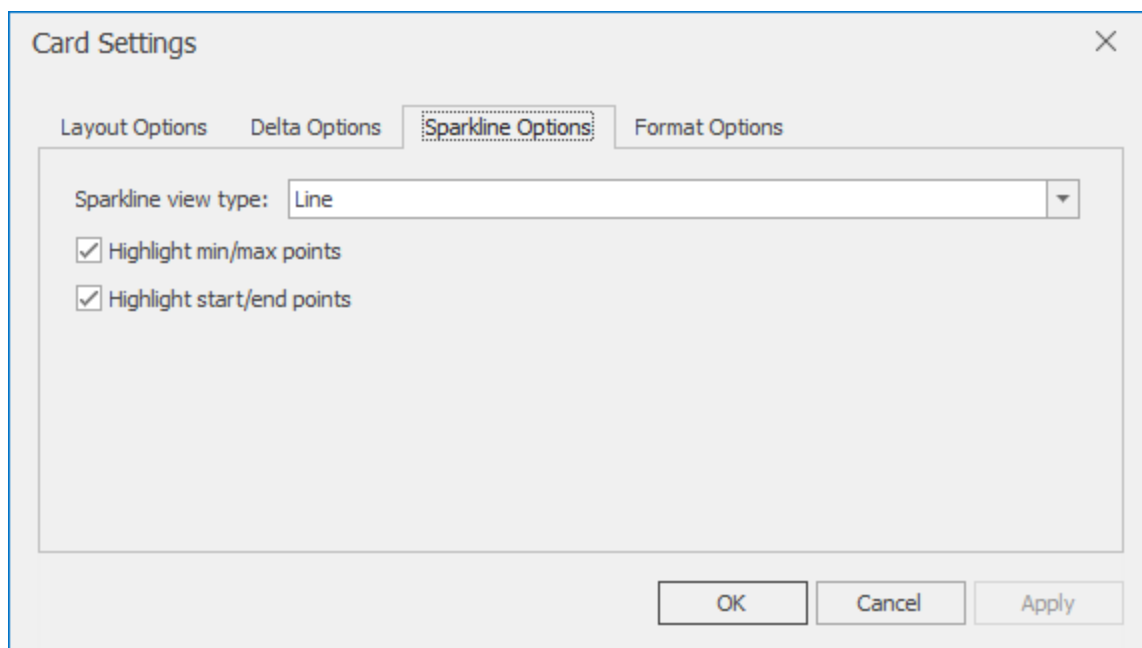 Card Settings
Layout Options Delta Options Sparkline Options Format Options
Sparkline view type: Line
Highlight min/max points
Highlight start/end points
OK Cancel Apply